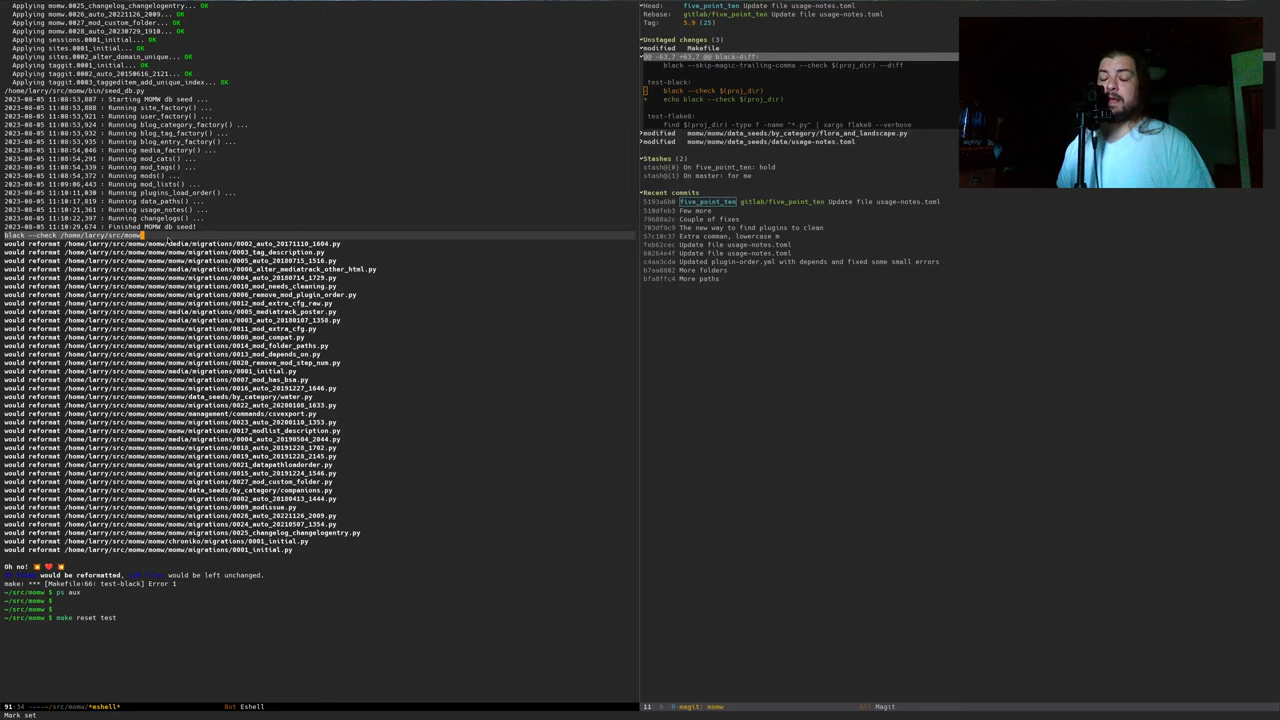 Applying momw.0025_changelog_changelogentry... OK
Applying momw.0026_auto_20221126_2009... OK
Applying momw.0027_mod_custom_folder... OK
Applying momw.0028_auto_20230729_1910... OK
Applying sessions.0001_initial... OK
Applying sites.0001_initial... OK
Applying sites.0002_alter_domain_unique... OK
Applying taggit.0001_initial... OK
Applying taggit.0002_auto_20150616_2121... OK
Applying taggit.0003_taggeditem_add_unique_index... OK
/home/larry/src/momw/bin/seed_db.py
2023-08-05 11:08:53,887 : Starting MOMW db seed ...
2023-08-05 11:08:53,888 : Running site_factory() ...
2023-08-05 11:08:53,921 : Running user_factory() ...
2023-08-05 11:08:53,924 : Running blog_category_factory() ...
2023-08-05 11:08:53,932 : Running blog_tag_factory() ...
2023-08-05 11:08:53,935 : Running blog_entry_factory() ...
2023-08-05 11:08:54,046 : Running media_factory() ...
2023-08-05 11:08:54,291 : Running mod_cats() ...
2023-08-05 11:08:54,339 : Running mod_tags() ...
2023-08-05 11:08:54,372 : Running mods() ...
2023-08-05 11:09:06,443 : Running mod_lists() ...
2023-08-05 11:10:11,030 : Running plugins_load_order() ...
2023-08-05 11:10:17,819 : Running data_paths() ...
2023-08-05 11:10:21,361 : Running usage_notes() ...
2023-08-05 11:10:22,397 : Running changelogs() ...
2023-08-05 11:10:29,674 : Finished MOMW db seed!
black --check /home/larry/src/momw
would reformat /home/larry/src/momw/momw/media/migrations/0002_auto_20171110_1604.py
would reformat /home/larry/src/momw/momw/momw/migrations/0003_tag_description.py
would reformat /home/larry/src/momw/momw/momw/migrations/0005_auto_20180715_1516.py
would reformat /home/larry/src/momw/momw/media/migrations/0006_alter_mediatrack_other_html.py
would reformat /home/larry/src/momw/momw/momw/migrations/0004_auto_20180714_1729.py
would reformat /home/larry/src/momw/momw/momw/migrations/0010_mod_needs_cleaning.py
would reformat /home/larry/src/momw/momw/momw/migrations/0006_remove_mod_plugin_order.py
would reformat /home/larry/src/momw/momw/momw/migrations/0012_mod_extra_cfg_raw.py
would reformat /home/larry/src/momw/momw/media/migrations/0005_mediatrack_poster.py
would reformat /home/larry/src/momw/momw/media/migrations/0003_auto_20180107_1358.py
would reformat /home/larry/src/momw/momw/momw/migrations/0011_mod_extra_cfg.py
would reformat /home/larry/src/momw/momw/momw/migrations/0008_mod_compat.py
would reformat /home/larry/src/momw/momw/momw/migrations/0014_mod_folder_paths.py
would reformat /home/larry/src/momw/momw/momw/migrations/0013_mod_depends_on.py
would reformat /home/larry/src/momw/momw/momw/migrations/0020_remove_mod_step_num.py
would reformat /home/larry/src/momw/momw/media/migrations/0001_initial.py
would reformat /home/larry/src/momw/momw/momw/migrations/0007_mod_has_bsa.py
would reformat /home/larry/src/momw/momw/momw/migrations/0016_auto_20191227_1646.py
would reformat /home/larry/src/momw/momw/momw/data_seeds/by_category/water.py
would reformat /home/larry/src/momw/momw/momw/migrations/0022_auto_20200108_1633.py
would reformat /home/larry/src/momw/momw/momw/management/commands/csvexport.py
would reformat /home/larry/src/momw/momw/momw/migrations/0023_auto_20200110_1353.py
would reformat /home/larry/src/momw/momw/momw/migrations/0017_modlist_description.py
would reformat /home/larry/src/momw/momw/media/migrations/0004_auto_20190504_2044.py
would reformat /home/larry/src/momw/momw/momw/migrations/0018_auto_20191228_1702.py
would reformat /home/larry/src/momw/momw/momw/migrations/0019_auto_20191228_2145.py
would reformat /home/larry/src/momw/momw/momw/migrations/0021_datapathloadorder.py
would reformat /home/larry/src/momw/momw/momw/migrations/0015_auto_20191224_1546.py
would reformat /home/larry/src/momw/momw/momw/migrations/0027_mod_custom_folder.py
would reformat /home/larry/src/momw/momw/momw/data_seeds/by_category/companions.py
would reformat /home/larry/src/momw/momw/momw/migrations/0002_auto_20180413_1444.py
would reformat /home/larry/src/momw/momw/momw/migrations/0009_modissue.py
would reformat /home/larry/src/momw/momw/momw/migrations/0026_auto_20221126_2009.py
would reformat /home/larry/src/momw/momw/momw/migrations/0024_auto_20210507_1354.py
would reformat /home/larry/src/momw/momw/momw/migrations/0025_changelog_changelogentry.py
would reformat /home/larry/src/momw/momw/chroniko/migrations/0001_initial.py
would reformat /home/larry/src/momw/momw/momw/migrations/0001_initial.py
Oh no! 💥 💔 💥
would be reformatted, would be left unchanged.
make: *** [Makefile:66: test-black] Error 1
~/src/momw $ ps aux
~/src/momw $
~/src/momw $
~/src/momw $ make reset test
91:34 ----~/src/momw/*eshell* Bot Eshell
Mark set
Head: five_point_ten Update file usage-notes.toml
Rebase: gitlab/five_point_ten Update file usage-notes.toml
Tag: 5.9 (25)
Unstaged changes (3)
modified Makefile
@@ -63,7 +63,7 @@ black-diff:
black --skip-magic-trailing-comma --check $(proj_dir) --diff
test-black:
- black --check $(proj_dir)
+ echo black --check $(proj_dir)
test-flake8:
find $(proj_dir) -type f -name "*.py" | xargs flake8 --verbose
modified momw/momw/data_seeds/by_category/flora_and_landscape.py
modified momw/momw/data_seeds/data/usage-notes.toml
Stashes (2)
stash@{0} On five_point_ten: hold
stash@{1} On master: for me
Recent commits
5193a6b0 five_point_ten gitlab/five_point_ten Update file usage-notes.toml
510dfeb3 Few more
79688a2c Couple of fixes
703df9c9 The new way to find plugins to clean
57c10c37 Extra comman, lowercase m
feb62cec Update file usage-notes.toml
60264e4f Update file usage-notes.toml
c4aa3cda Updated plugin-order.yml with depends and fixed some small errors
b7aa8802 More folders
bfa8ffc4 More paths
magit: momw All Magit